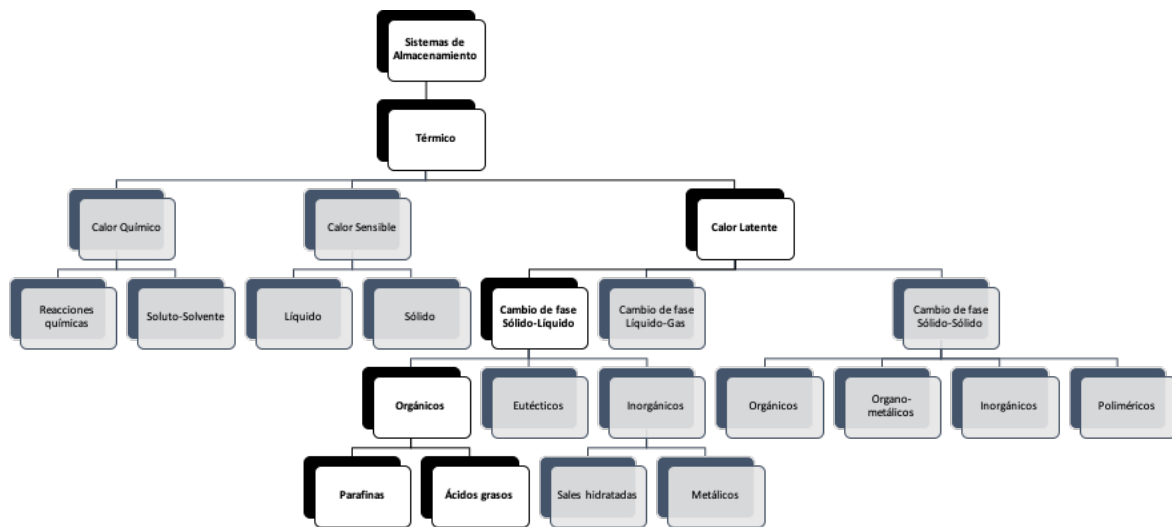 Sistemas de
Almacenamiento
Térmico
Calor Químico
Calor Sensible
Calor Latente
Reacciones
químicas
Soluto-Solvente
Líquido
Sólido
Cambio de fase
Sólido-Líquido
Cambio de fase
Líquido-Gas
Cambio de fase
Sólido-Sólido
Orgánicos
Eutécticos
Inorgánicos
Orgánicos
Organo-
metálicos
Inorgánicos
Poliméricos
Parafinas
Ácidos grasos
Sales hidratadas
Metálicos